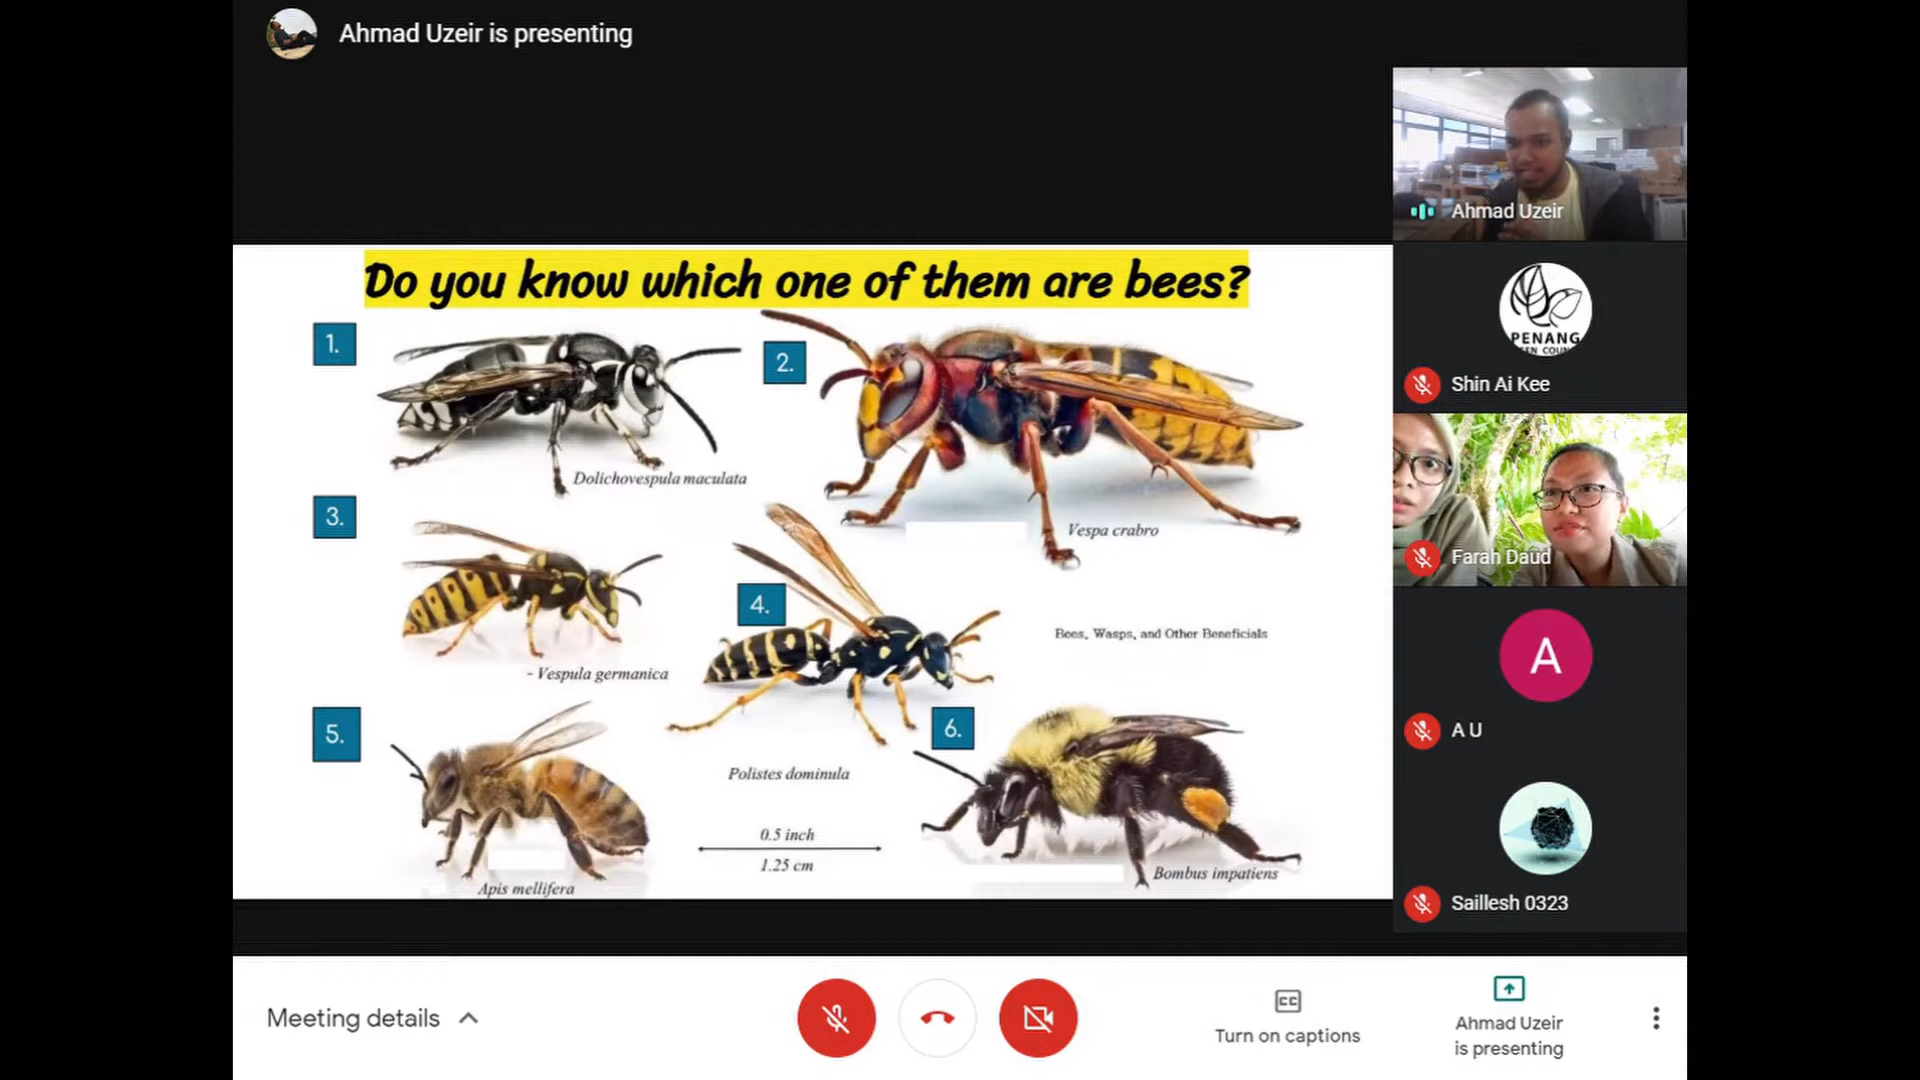 Ahmad Uzeir is presenting
Ahmad Uzeir
PENANG
Shin Ai Kee
Farah Daud
A
A U
Saillesh 0323
Do you know which one of them are bees?
1.
Dolichovespula maculata
2.
Vespa crabro
3.
- Vespula germanica
4.
Polistes dominula
Bees, Wasps, and Other Beneficials
5.
Apis mellifera
0.5 inch
1.25 cm
6.
Bombus impatiens
Meeting details
CC
Turn on captions
Ahmad Uzeir
is presenting